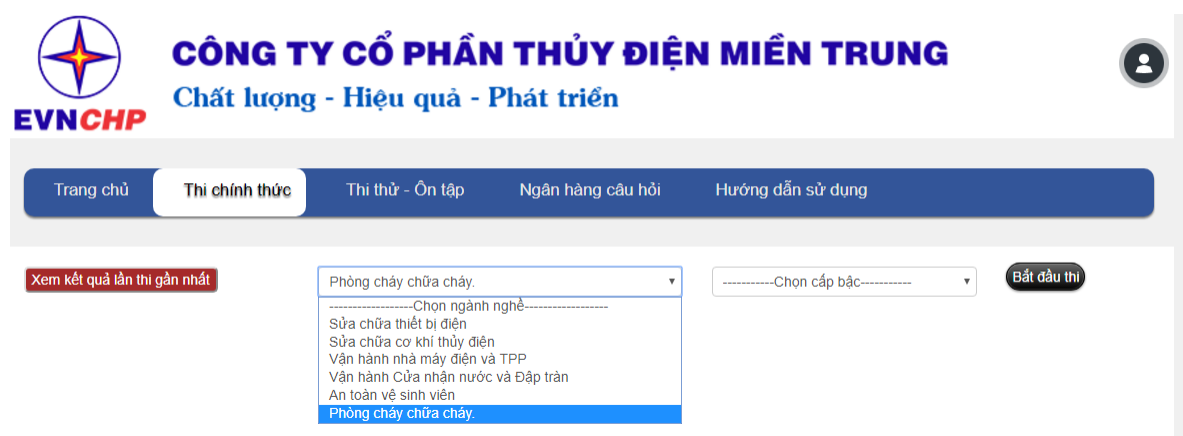 EVNCHP
CÔNG TY CỔ PHẦN THỦY ĐIỆN MIỀN TRUNG
Chất lượng - Hiệu quả - Phát triển
Trang chủ Thi chính thức Thi thử - Ôn tập Ngân hàng câu hỏi Hướng dẫn sử dụng
Xem kết quả lần thi gần nhất Phòng cháy chữa cháy. -----------Chọn cấp bậc----------- Bắt đầu thi
------------------Chọn ngành nghề------------------
Sửa chữa thiết bị điện
Sửa chữa cơ khí thủy điện
Vận hành nhà máy điện và TPP
Vận hành Cửa nhận nước và Đập tràn
An toàn vệ sinh viên
Phòng cháy chữa cháy.